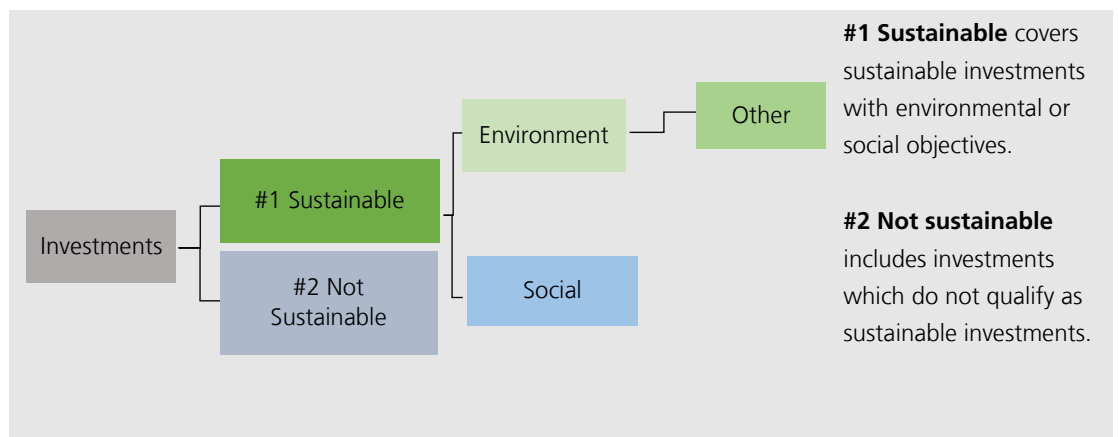 Investments
#1 Sustainable
#2 Not
Sustainable
Environment
Social
Other
#1 Sustainable covers
sustainable investments
with environmental or
social objectives.
#2 Not sustainable
includes investments
which do not qualify as
sustainable investments.